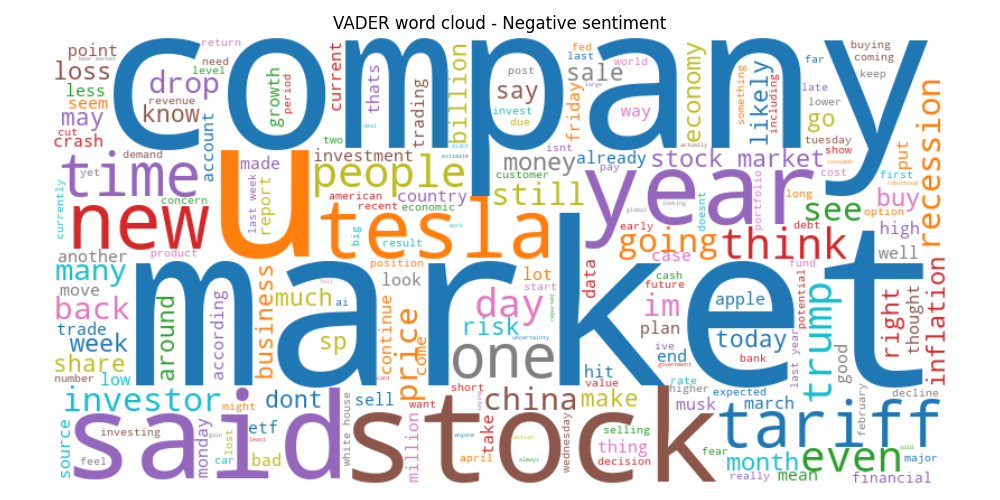 VADER word cloud - Negative sentiment
company
market
stock
said
u
year
tesla
new
time
tariff
one
people
think
say
drop
know
loss
point
less
seem
may
cut
crash
return
need
level
bear market
revenue
growth
period
current
thats
trading
billion
post
invest
due
two
fed
last
sale
friday
world
way
large
economy
something
likely
including
buying
coming
far
keep
late
lower
go
tuesday
show
demand
yet
account
made
investment
american
recent
country
economic
customer
still
money
isnt
already
pay
actually
stock market
doesnt
portfolio
cost
consumer
long
see
debt
option
put
first
buy
robinhood
high
recession
currently
concern
last week
report
big
result
work
estimate
didnt
deal
early
global
looking
going
case
well
another
product
many
move
back
trade
week
share
number
low
around
according
business
much
ai
sp
position
look
continue
price
come
fell
lot
start
day
risk
uncertainty
reported
data
cash
future
im
plan
end
ive
bank
government
apple
today
fund
potential
last year
trump
good
right
thought
inflation
hit
value
rate
higher
expected
decline
investor
might
dont
etf
sell
cant
want
short
take
china
make
selling
thing
decision
musk
march
february
month
even
really
mean
major
sold
financial
fear
source
investing
feel
monday
gain
lost
car
bad
least
white house
million
april
anyone
saying
always
action
wednesday